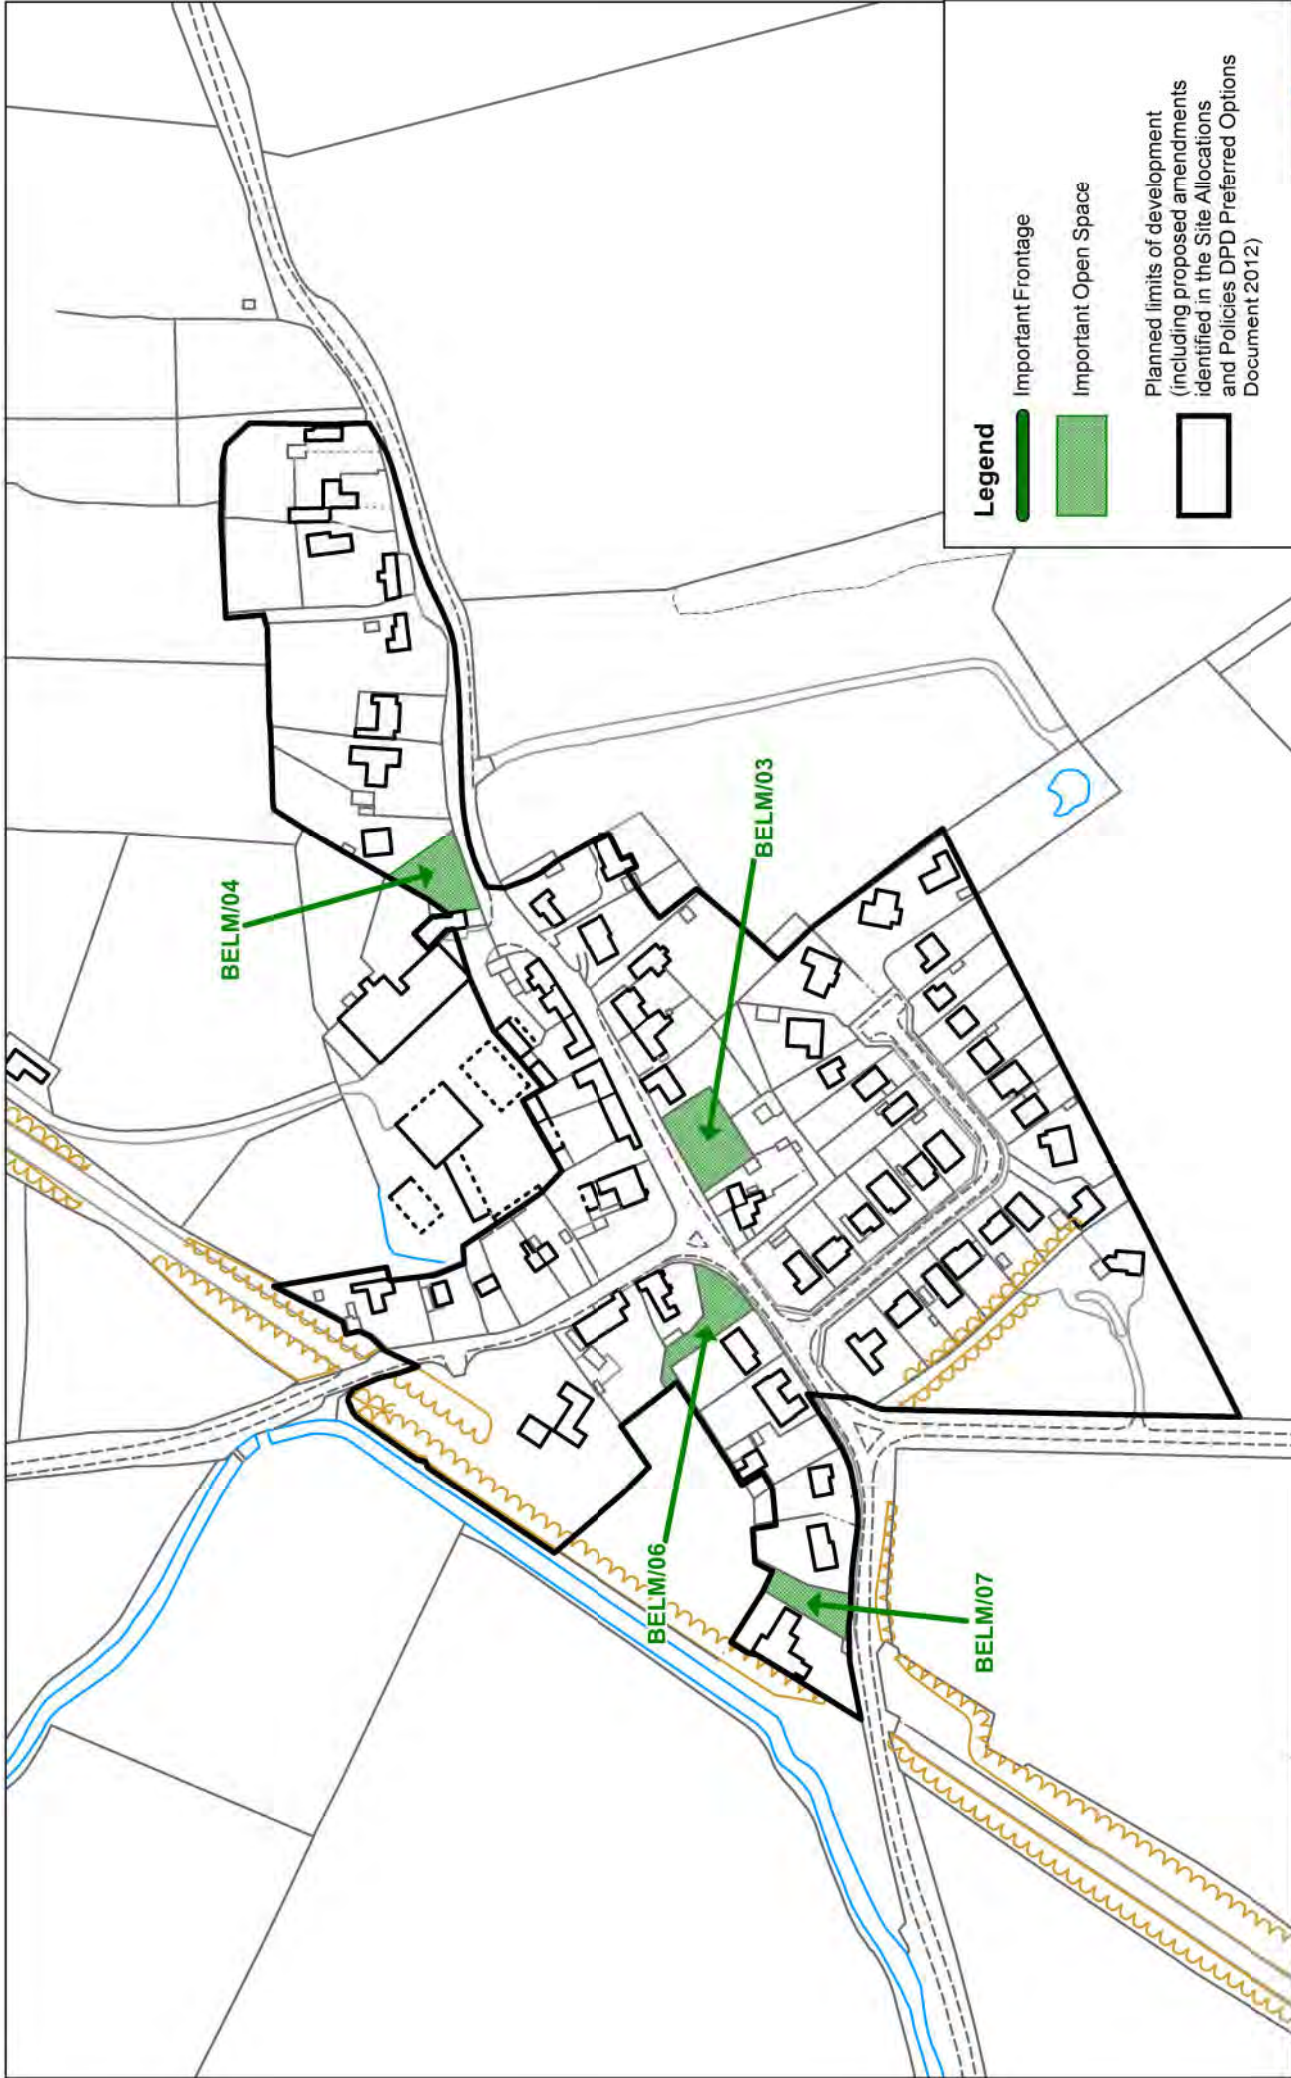 BELM/04
BELM/03
BELM/06
BELM/07
Legend
Important Frontage
Important Open Space
Planned limits of development
(including proposed amendments
identified in the Site Allocations
and Policies DPD Preferred Options
Document 2012)